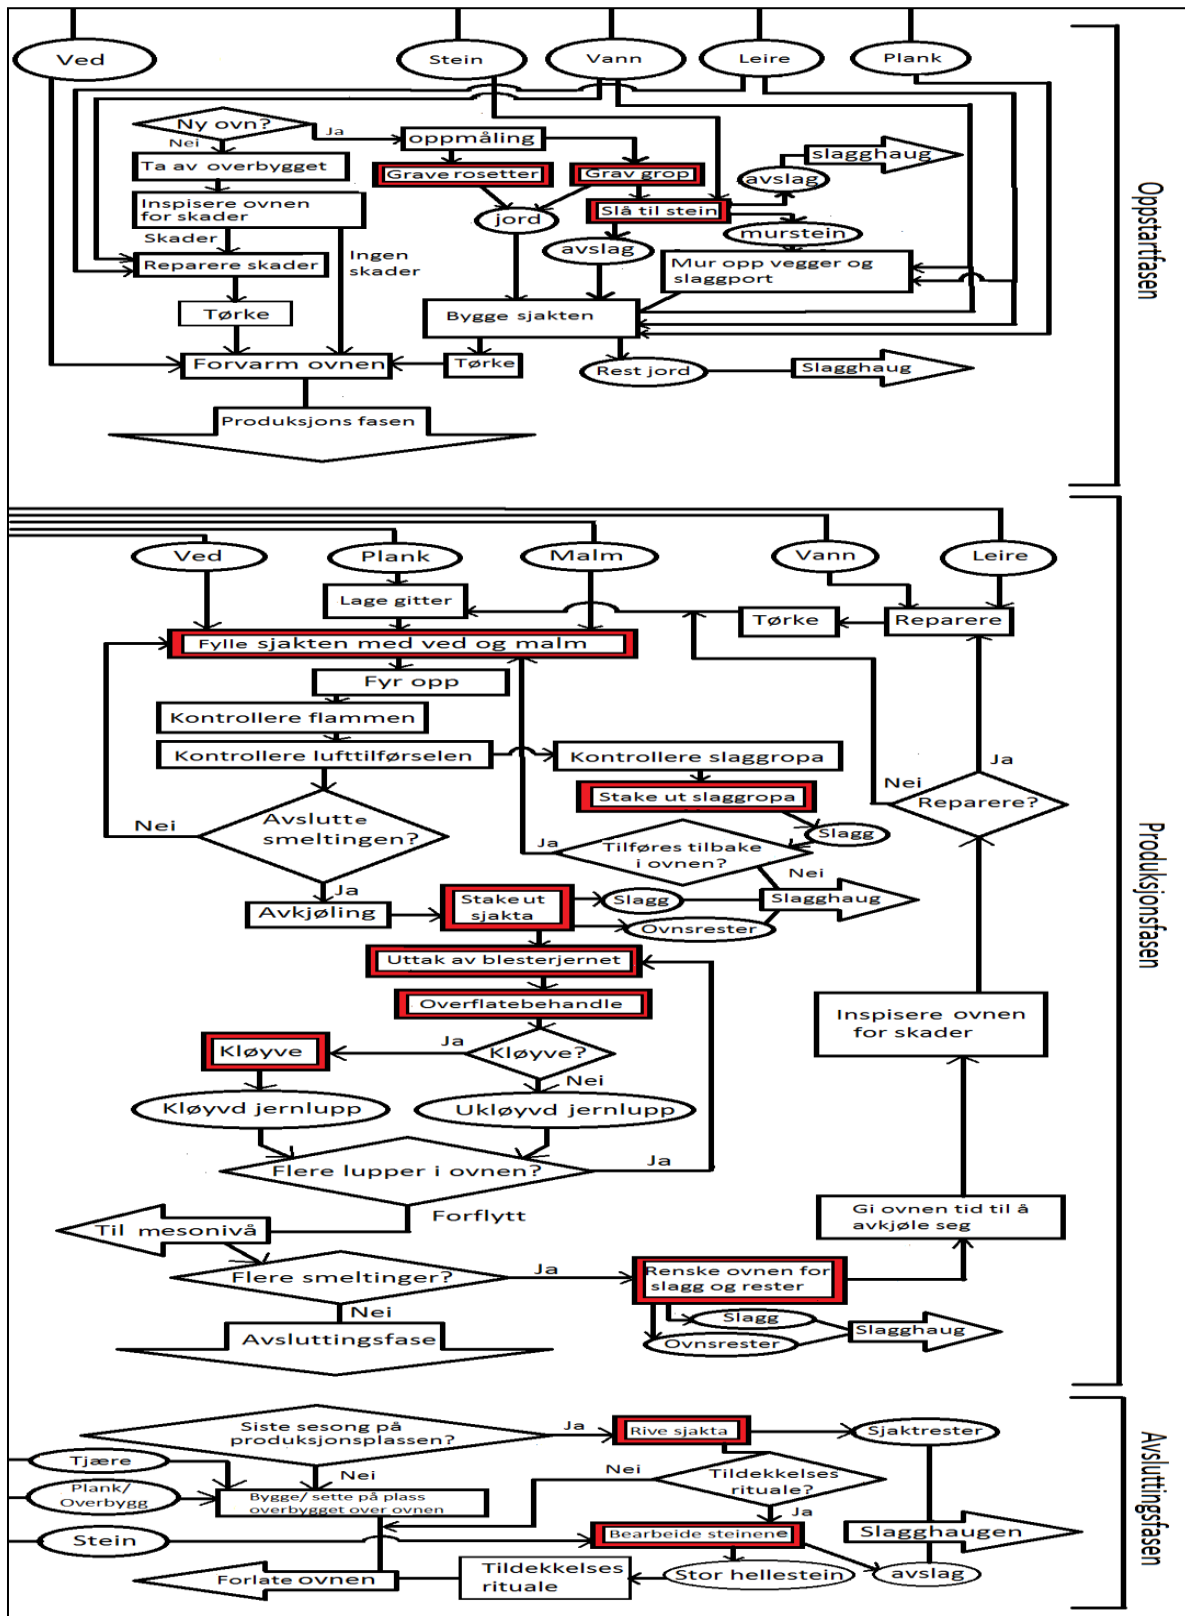 Ved
Stein
Vann
Leire
Plank
Ny ovn?
Ja
Nei
oppmåling
slagghaug
Ta av overbygget
Grave rosetter
Grav grop
avslag
Inspisere ovnen
for skader
jord
Slå til stein
murstein
Skader
Ingen
skader
avslag
Reparere skader
Mur opp vegger og
slaggport
Tørke
Bygge sjakten
Forvarm ovnen
Tørke
Rest jord
Slagghaug
Produksjons fasen
Oppstartfasen
Ved
Plank
Malm
Vann
Leire
Lage gitter
Tørke
Reparere
Fylle sjakten med ved og malm
Fyr opp
Kontrollere flammen
Kontrollere lufttilførselen
Kontrollere slaggropa
Ja
Nei
Reparere?
Stake ut slaggropa
Slagg
Avslutte
smeltingen?
Nei
Ja
Tilføres tilbake
i ovnen?
Nei
Ja
Avkjøling
Stake ut
sjakta
Slagg
Slagghaug
Ovnsrester
Uttak av blesterjernet
Overflatebehandle
Inspisere ovnen
for skader
Kløyve
Ja
Kløyve?
Nei
Kløyvd jernlupp
Ukløyvd jernlupp
Flere lupper i ovnen?
Ja
Forflytt
Til mesonivå
Gi ovnen tid til å
avkjøle seg
Flere smeltinger?
Ja
Renske ovnen for
slagg og rester
Nei
Slagg
Slagghaug
Ovnsrester
Avsluttingsfase
Produksjonsfasen
Siste sesong på
produksjonsplassen?
Ja
Rive sjakta
Sjaktrester
Tjære
Nei
Nei
Tildekkelses
rituale?
Plank/
Overbygg
Bygge/ sette på plass
overbygget over ovnen
Ja
Stein
Bearbeide steinene
Slagghaugen
Forlate ovnen
Tildekkelses
rituale
Stor hellestein
avslag
Avsluttingsfasen